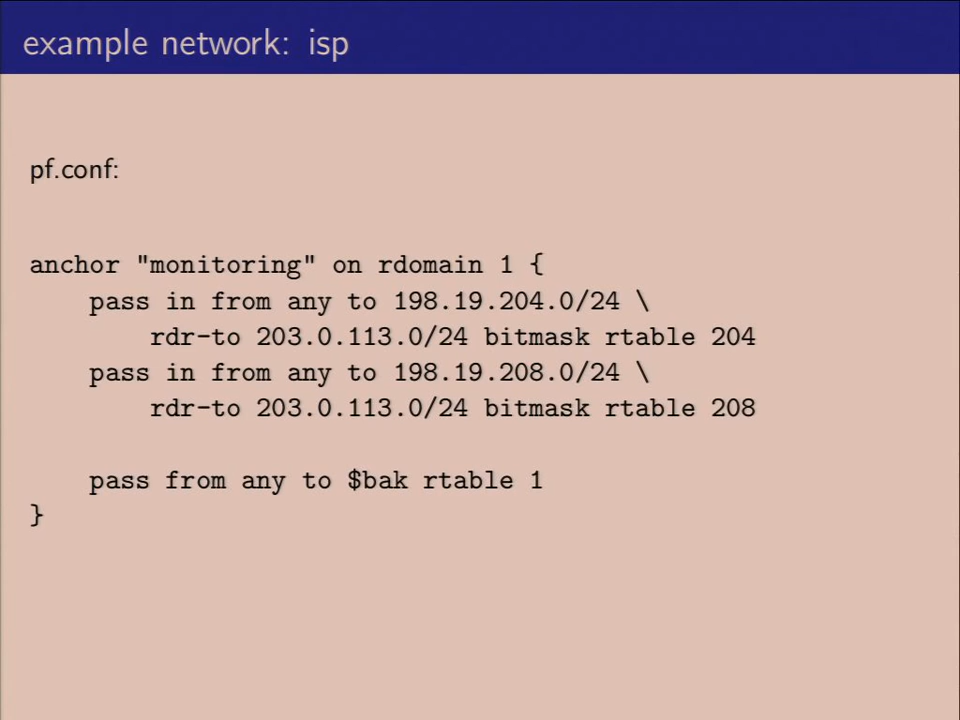 example network: isp
pf.conf:
anchor "monitoring" on rdomain 1 {
    pass in from any to 198.19.204.0/24 \
        rdr-to 203.0.113.0/24 bitmask rtable 204
    pass in from any to 198.19.208.0/24 \
        rdr-to 203.0.113.0/24 bitmask rtable 208
    pass from any to $bak rtable 1
}